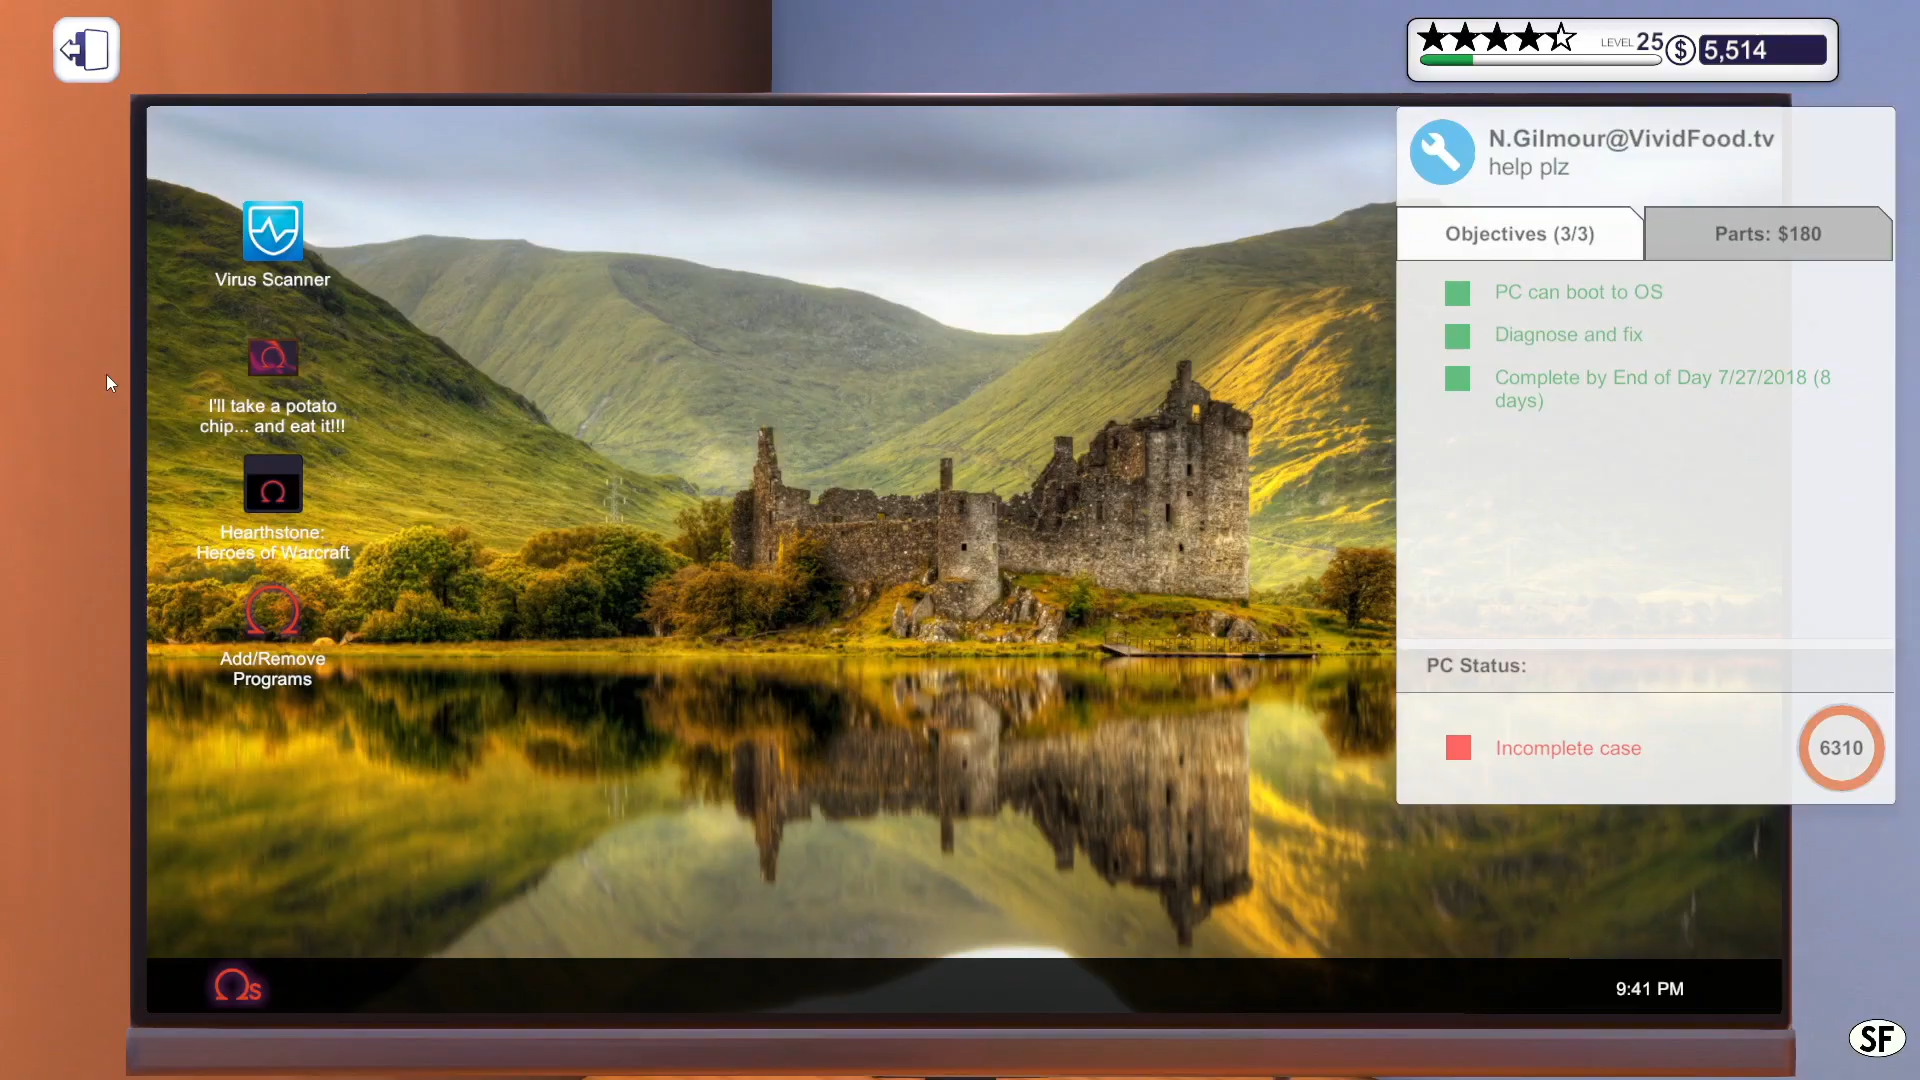 LEVEL 25
$ 5,514
N.Gilmour@VividFood.tv
help plz
Objectives (3/3)
Parts: $180
PC can boot to OS
Diagnose and fix
Complete by End of Day 7/27/2018 (8
days)
PC Status:
Incomplete case
6310
Virus Scanner
I'll take a potato
chip... and eat it!!!
Hearthstone:
Heroes of Warcraft
Add/Remove
Programs
Ωs
9:41 PM
SF